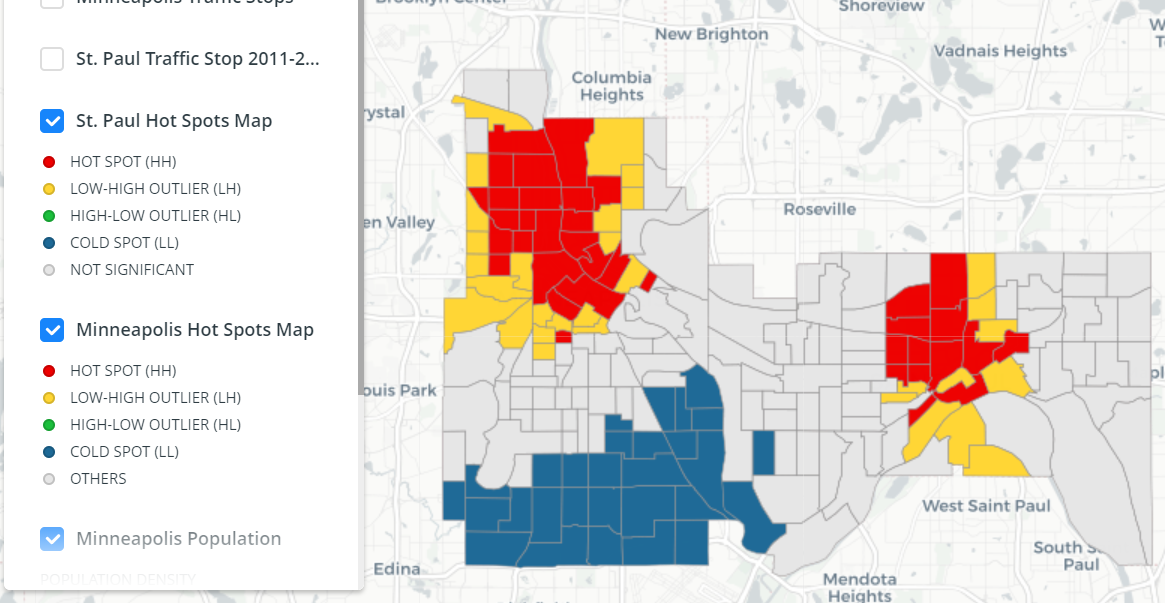 Minneapolis Traffic Stops
St. Paul Traffic Stop 2011-2...
St. Paul Hot Spots Map
HOT SPOT (HH)
LOW-HIGH OUTLIER (LH)
HIGH-LOW OUTLIER (HL)
COLD SPOT (LL)
NOT SIGNIFICANT
Minneapolis Hot Spots Map
HOT SPOT (HH)
LOW-HIGH OUTLIER (LH)
HIGH-LOW OUTLIER (HL)
COLD SPOT (LL)
OTHERS
Minneapolis Population
POPULATION DENSITY
Brooklyn Center
Shoreview
New Brighton
Vadnais Heights
Columbia
Heights
rystal
en Valley
Roseville
ouis Park
West Saint Paul
South S.
Paul
Edina
Mendota
Heights